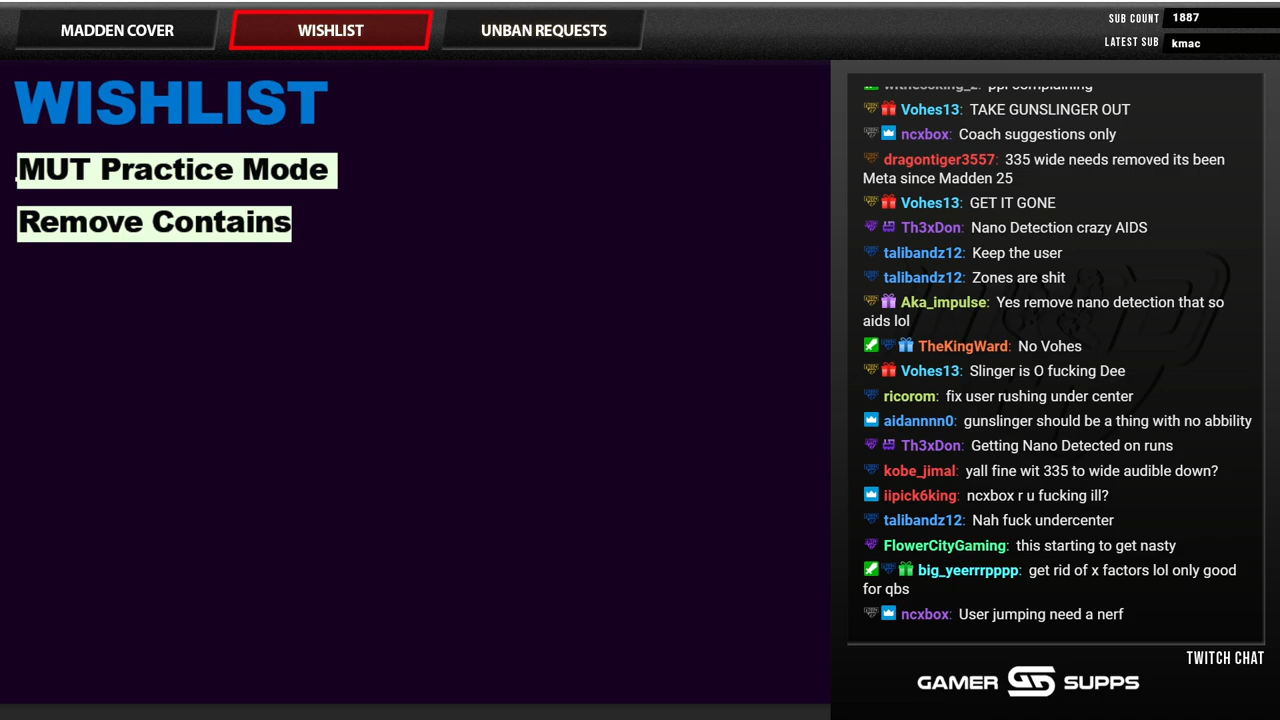 MADDEN COVER
WISHLIST
UNBAN REQUESTS
SUB COUNT 1887
LATEST SUB kmac
WISHLIST
MUT Practice Mode
Remove Contains
Vohes13: TAKE GUNSLINGER OUT
ncxbox: Coach suggestions only
dragontiger3557: 335 wide needs removed its been
Meta since Madden 25
Vohes13: GET IT GONE
Th3xDon: Nano Detection crazy AIDS
talibandz12: Keep the user
talibandz12: Zones are shit
Aka_impulse: Yes remove nano detection that so
aids lol
TheKingWard: No Vohes
Vohes13: Slinger is O fucking Dee
ricorom: fix user rushing under center
aidannnn0: gunslinger should be a thing with no abbility
Th3xDon: Getting Nano Detected on runs
kobe_jimal: yall fine wit 335 to wide audible down?
iipick6king: ncxbox r u fucking ill?
talibandz12: Nah fuck undercenter
FlowerCityGaming: this starting to get nasty
big_yeerrrpppp: get rid of x factors lol only good
for qbs
ncxbox: User jumping need a nerf
TWITCH CHAT
GAMER SUPPS